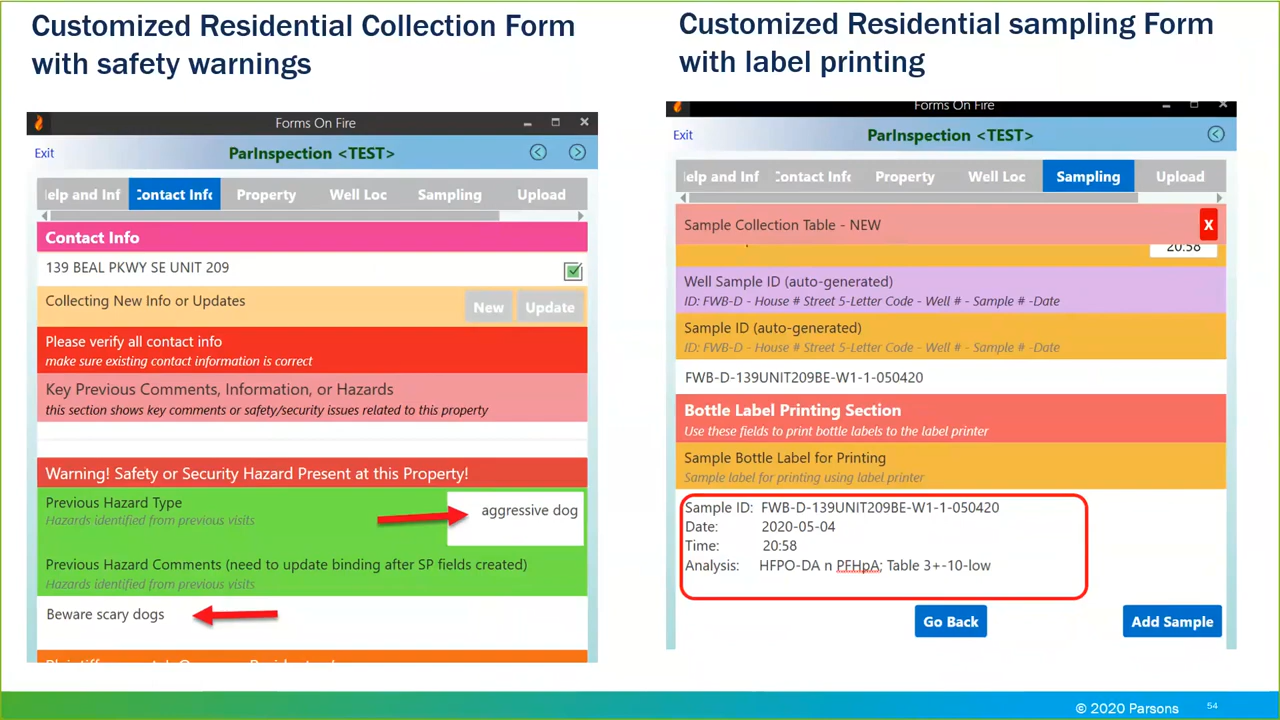 Customized Residential Collection Form
with safety warnings
Forms On Fire
Exit
ParInspection <TEST>
elp and Inf
Contact Info
Property
Well Loc
Sampling
Upload
Contact Info
139 BEAL PKWY SE UNIT 209
Collecting New Info or Updates
New
Update
Please verify all contact info
make sure existing contact information is correct
Key Previous Comments, Information, or Hazards
this section shows key comments or safety/security issues related to this property
Warning! Safety or Security Hazard Present at this Property!
Previous Hazard Type
Hazards identified from previous visits
aggressive dog
Previous Hazard Comments (need to update binding after SP fields created)
Hazards identified from previous visits
Beware scary dogs
Customized Residential sampling Form
with label printing
Forms On Fire
Exit
ParInspection <TEST>
elp and Inf
Contact Info
Property
Well Loc
Sampling
Upload
Sample Collection Table - NEW
X
20:58
Well Sample ID (auto-generated)
ID: FWB-D - House # Street 5-Letter Code - Well # - Sample # -Date
Sample ID (auto-generated)
ID: FWB-D - House # Street 5-Letter Code - Well # - Sample # -Date
FWB-D-139UNIT209BE-W1-1-050420
Bottle Label Printing Section
Use these fields to print bottle labels to the label printer
Sample Bottle Label for Printing
Sample label for printing using label printer
Sample ID: FWB-D-139UNIT209BE-W1-1-050420
Date: 2020-05-04
Time: 20:58
Analysis: HFPO-DA n PFHpA; Table 3+-10-low
Go Back
Add Sample
© 2020 Parsons
54